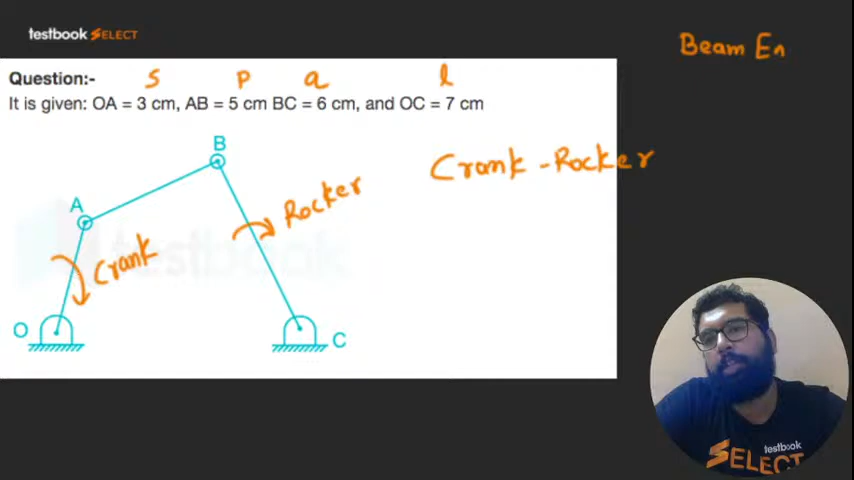 testbook SELECT
Beam En
Question:-
s p q l
It is given: OA = 3 cm, AB = 5 cm BC = 6 cm, and OC = 7 cm
B
Crank-Rocker
A
Rocker
Crank
O
C
testbook
SELECT